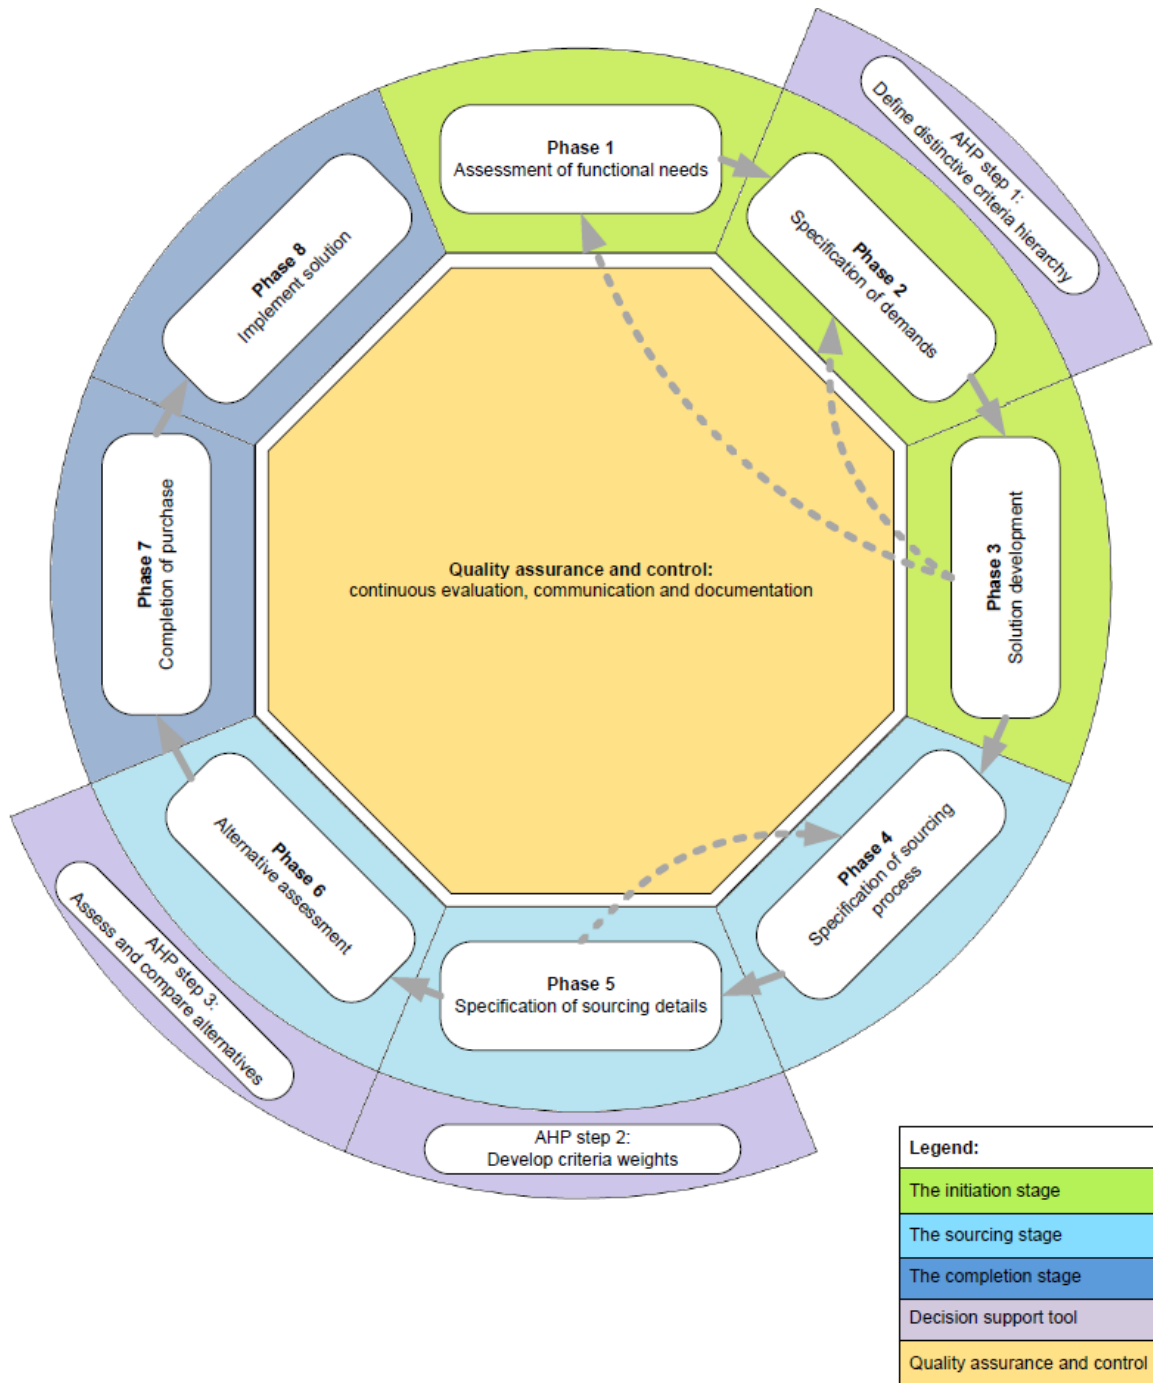 Phase 1
Assessment of functional needs
AHP step 1:
Define distinctive criteria hierarchy
Phase 2
Specification of demands
Phase 3
Solution development
Phase 4
Specification of sourcing
process
Phase 5
Specification of sourcing details
AHP step 2:
Develop criteria weights
Phase 6
Alternative assessment
AHP step 3:
Assess and compare alternatives
Phase 7
Completion of purchase
Phase 8
Implement solution
Quality assurance and control:
continuous evaluation, communication and documentation
Legend:
The initiation stage
The sourcing stage
The completion stage
Decision support tool
Quality assurance and control